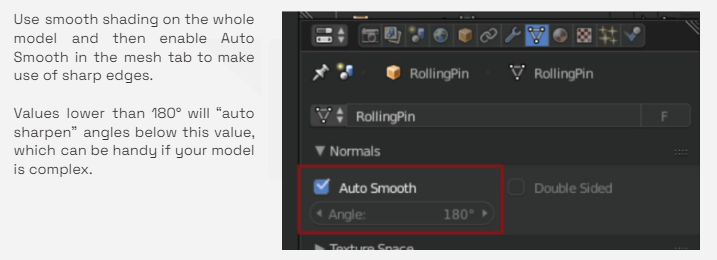 Use smooth shading on the whole
model and then enable Auto
Smooth in the mesh tab to make
use of sharp edges.
Values lower than 180° will “auto
sharpen” angles below this value,
which can be handy if your model
is complex.
RollingPin
RollingPin
RollingPin
F
Normals
Auto Smooth
Double Sided
Angle: 180°
Texture Space